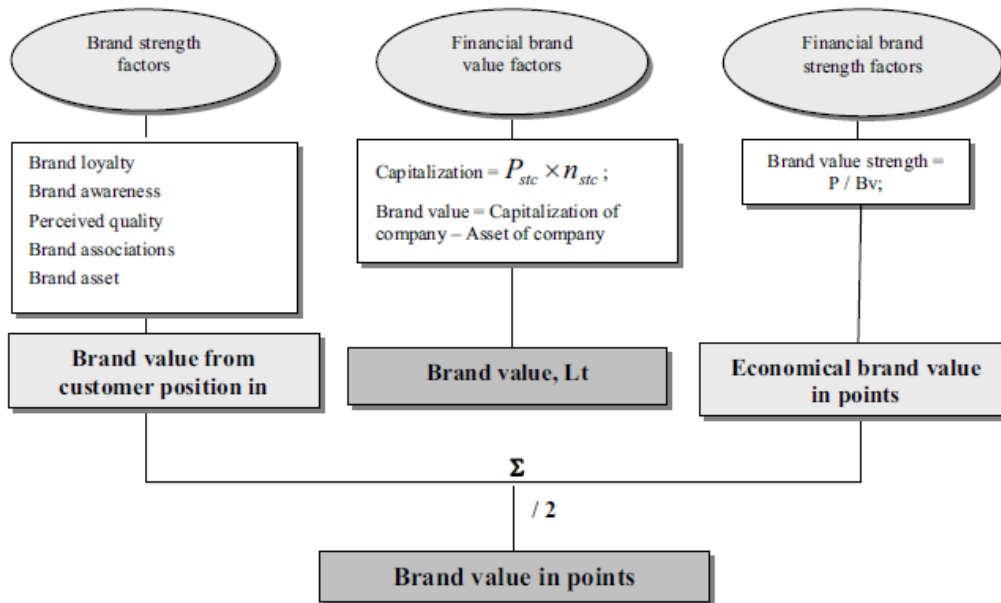 Brand strength
factors
Financial brand
value factors
Financial brand
strength factors
Brand loyalty
Brand awareness
Perceived quality
Brand associations
Brand asset
Capitalization = P_stc × n_stc ;
Brand value = Capitalization of
company – Asset of company
Brand value strength =
P / Bv;
Brand value from
customer position in
Brand value, Lt
Economical brand value
in points
Σ
/ 2
Brand value in points